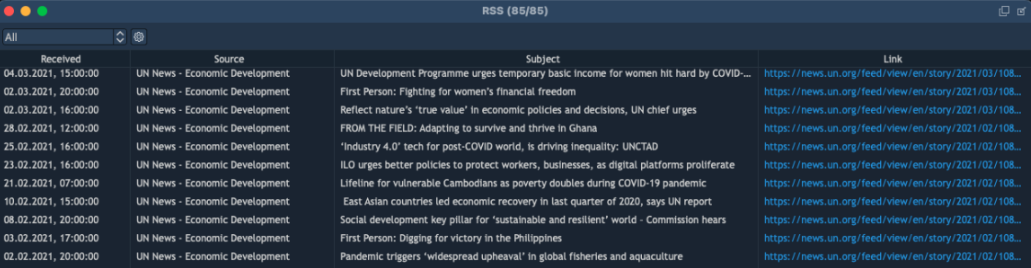 RSS (85/85)
All
Received Source Subject Link
04.03.2021, 15:00:00 UN News - Economic Development UN Development Programme urges temporary basic income for women hit hard by COVID-... https://news.un.org/feed/view/en/story/2021/03/108...
02.03.2021, 20:00:00 UN News - Economic Development First Person: Fighting for women’s financial freedom https://news.un.org/feed/view/en/story/2021/03/108...
02.03.2021, 16:00:00 UN News - Economic Development Reflect nature’s ‘true value’ in economic policies and decisions, UN chief urges https://news.un.org/feed/view/en/story/2021/03/108...
28.02.2021, 12:00:00 UN News - Economic Development FROM THE FIELD: Adapting to survive and thrive in Ghana https://news.un.org/feed/view/en/story/2021/02/108...
25.02.2021, 16:00:00 UN News - Economic Development ‘Industry 4.0’ tech for post-COVID world, is driving inequality: UNCTAD https://news.un.org/feed/view/en/story/2021/02/108...
23.02.2021, 16:00:00 UN News - Economic Development ILO urges better policies to protect workers, businesses, as digital platforms proliferate https://news.un.org/feed/view/en/story/2021/02/108...
21.02.2021, 07:00:00 UN News - Economic Development Lifeline for vulnerable Cambodians as poverty doubles during COVID-19 pandemic https://news.un.org/feed/view/en/story/2021/02/108...
10.02.2021, 15:00:00 UN News - Economic Development East Asian countries led economic recovery in last quarter of 2020, says UN report https://news.un.org/feed/view/en/story/2021/02/108...
08.02.2021, 20:00:00 UN News - Economic Development Social development key pillar for ‘sustainable and resilient’ world - Commission hears https://news.un.org/feed/view/en/story/2021/02/108...
03.02.2021, 17:00:00 UN News - Economic Development First Person: Digging for victory in the Philippines https://news.un.org/feed/view/en/story/2021/02/108...
02.02.2021, 20:00:00 UN News - Economic Development Pandemic triggers ‘widespread upheaval’ in global fisheries and aquaculture https://news.un.org/feed/view/en/story/2021/02/108...